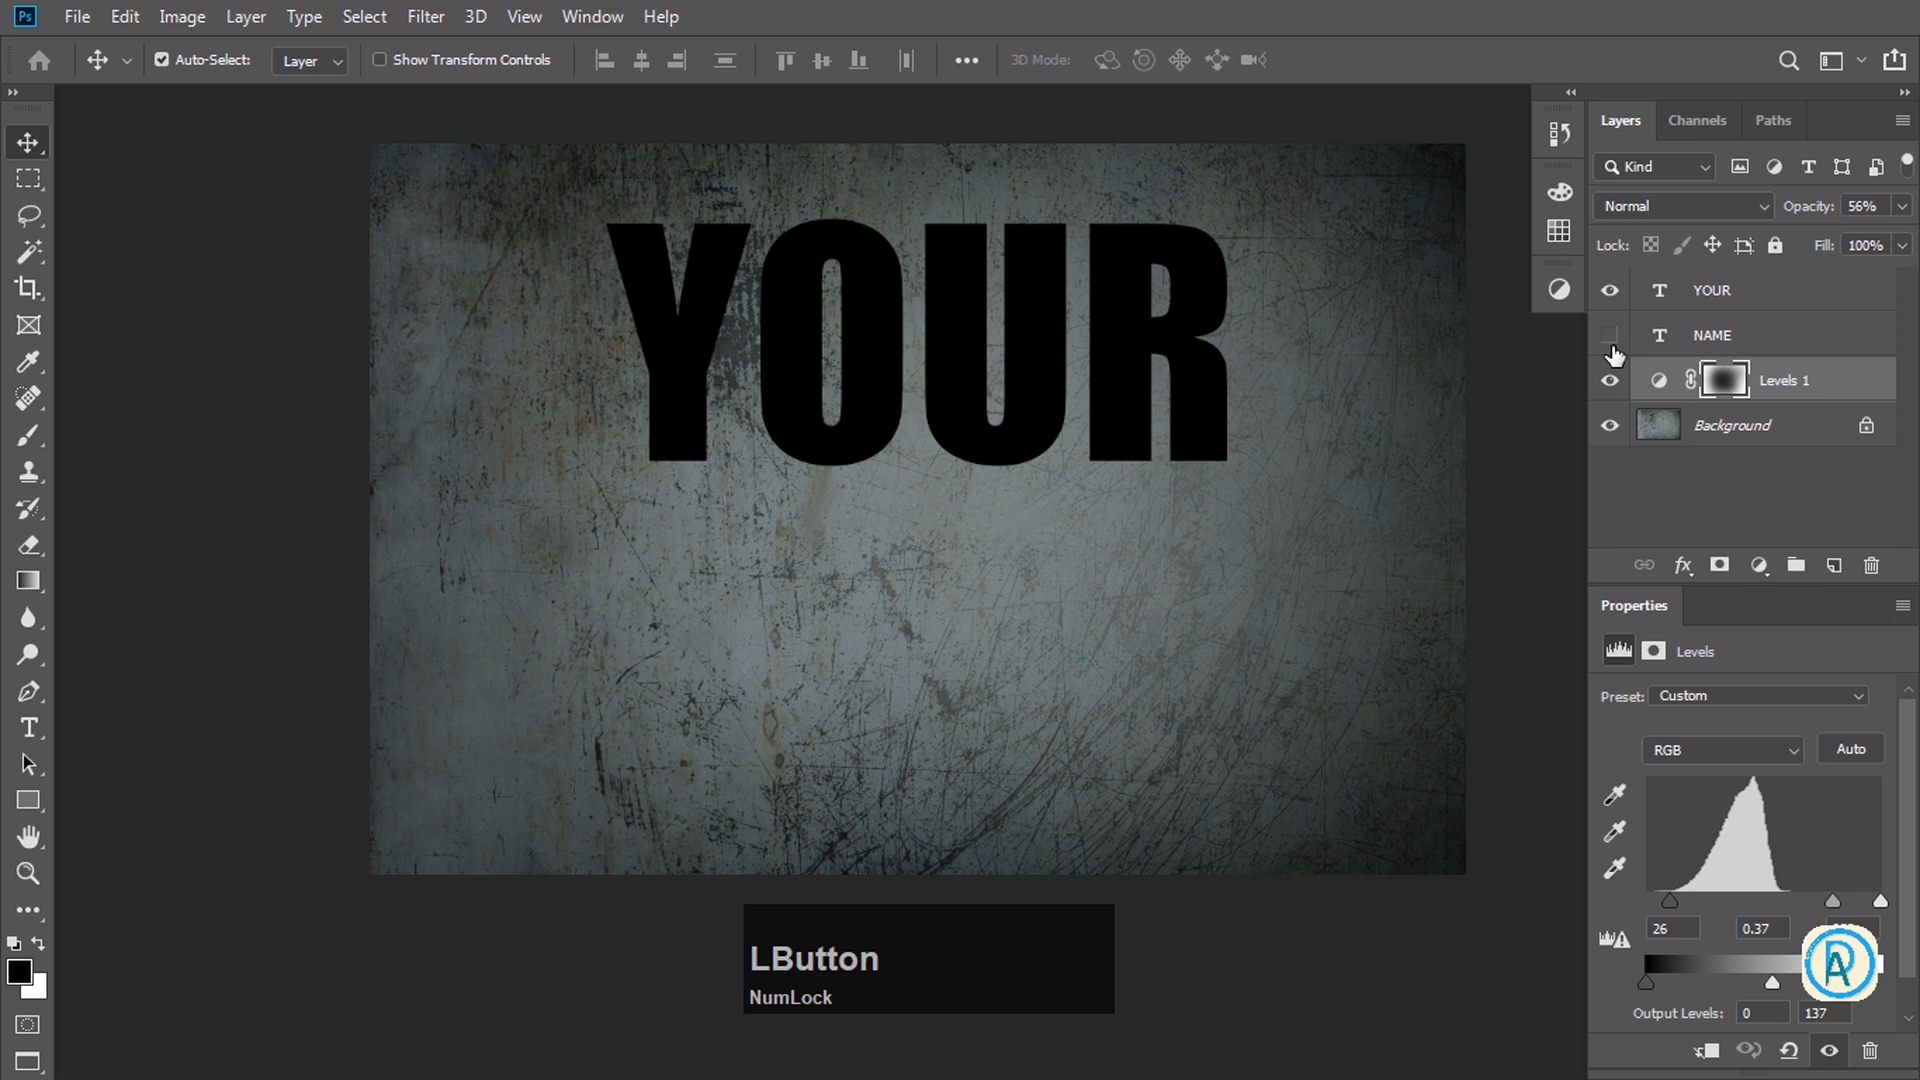 Ps File Edit Image Layer Type Select Filter 3D View Window Help
Auto-Select: Layer Show Transform Controls 3D Mode:
Layers Channels Paths
Kind
Normal Opacity: 56%
Lock: Fill: 100%
YOUR
NAME
Levels 1
Background
YOUR
Properties
Levels
Preset: Custom
RGB Auto
26 0.37
Output Levels: 0 137
LButton
NumLock